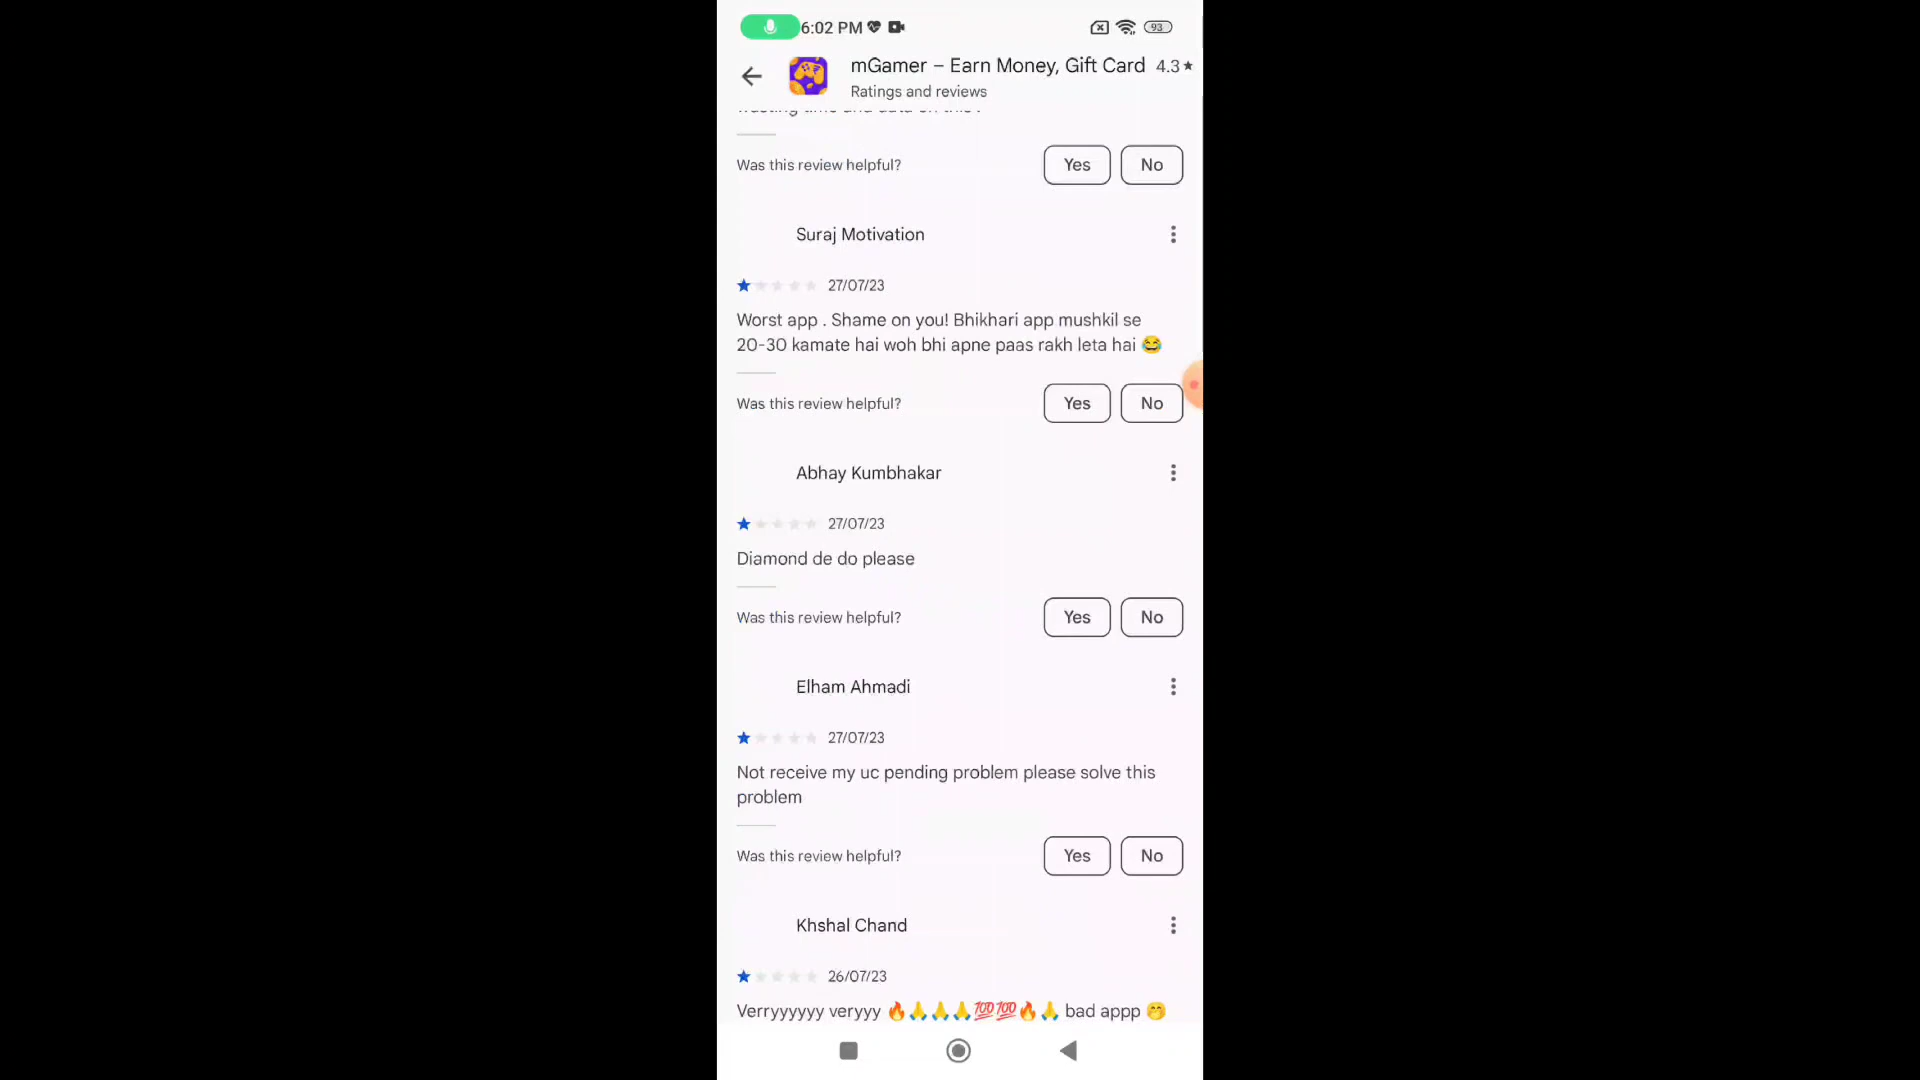 6:02 PM
93
mGamer – Earn Money, Gift Card 4.3★
Ratings and reviews
Was this review helpful? Yes No
Suraj Motivation
27/07/23
Worst app . Shame on you! Bhikhari app mushkil se
20-30 kamate hai woh bhi apne paas rakh leta hai 😂
Was this review helpful? Yes No
Abhay Kumbhakar
27/07/23
Diamond de do please
Was this review helpful? Yes No
Elham Ahmadi
27/07/23
Not receive my uc pending problem please solve this
problem
Was this review helpful? Yes No
Khshal Chand
26/07/23
Verryyyyyy veryyy 🔥🙏🙏🙏💯💯🔥🙏 bad appp 🤭